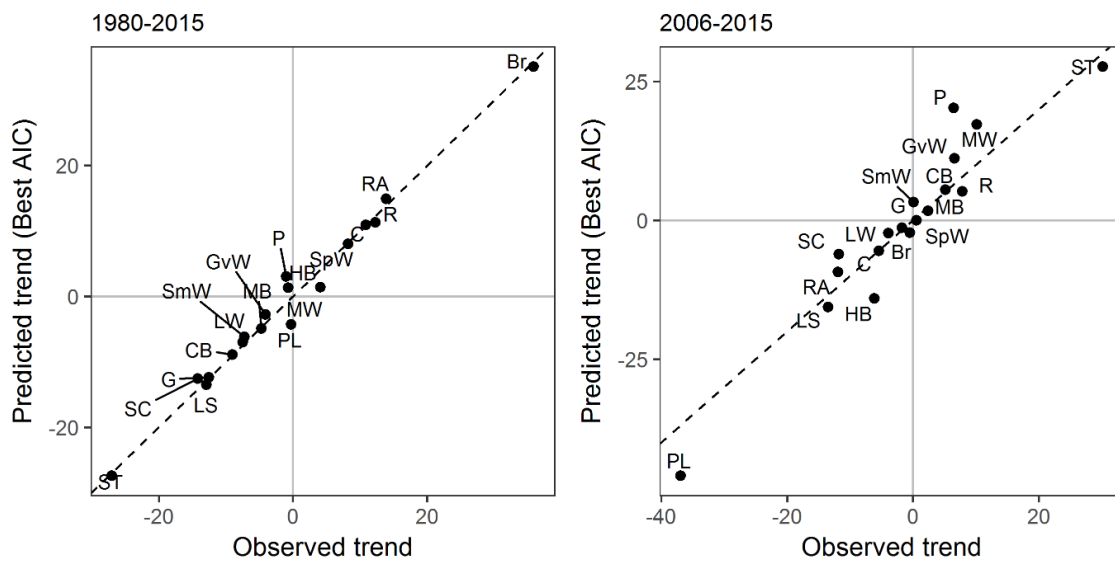 1980-2015
Predicted trend (Best AIC)
20
0
-20
-20
0
20
Observed trend
Br
RA
R
C
P
SpW
HB
GvW
MB
MW
SmW
LW
PL
CB
G
SC
LS
ST
2006-2015
Predicted trend (Best AIC)
25
0
-25
-40
-20
0
20
Observed trend
ST
P
MW
GvW
CB
R
SmW
G
MB
LW
SpW
SC
Br
C
RA
HB
LS
PL